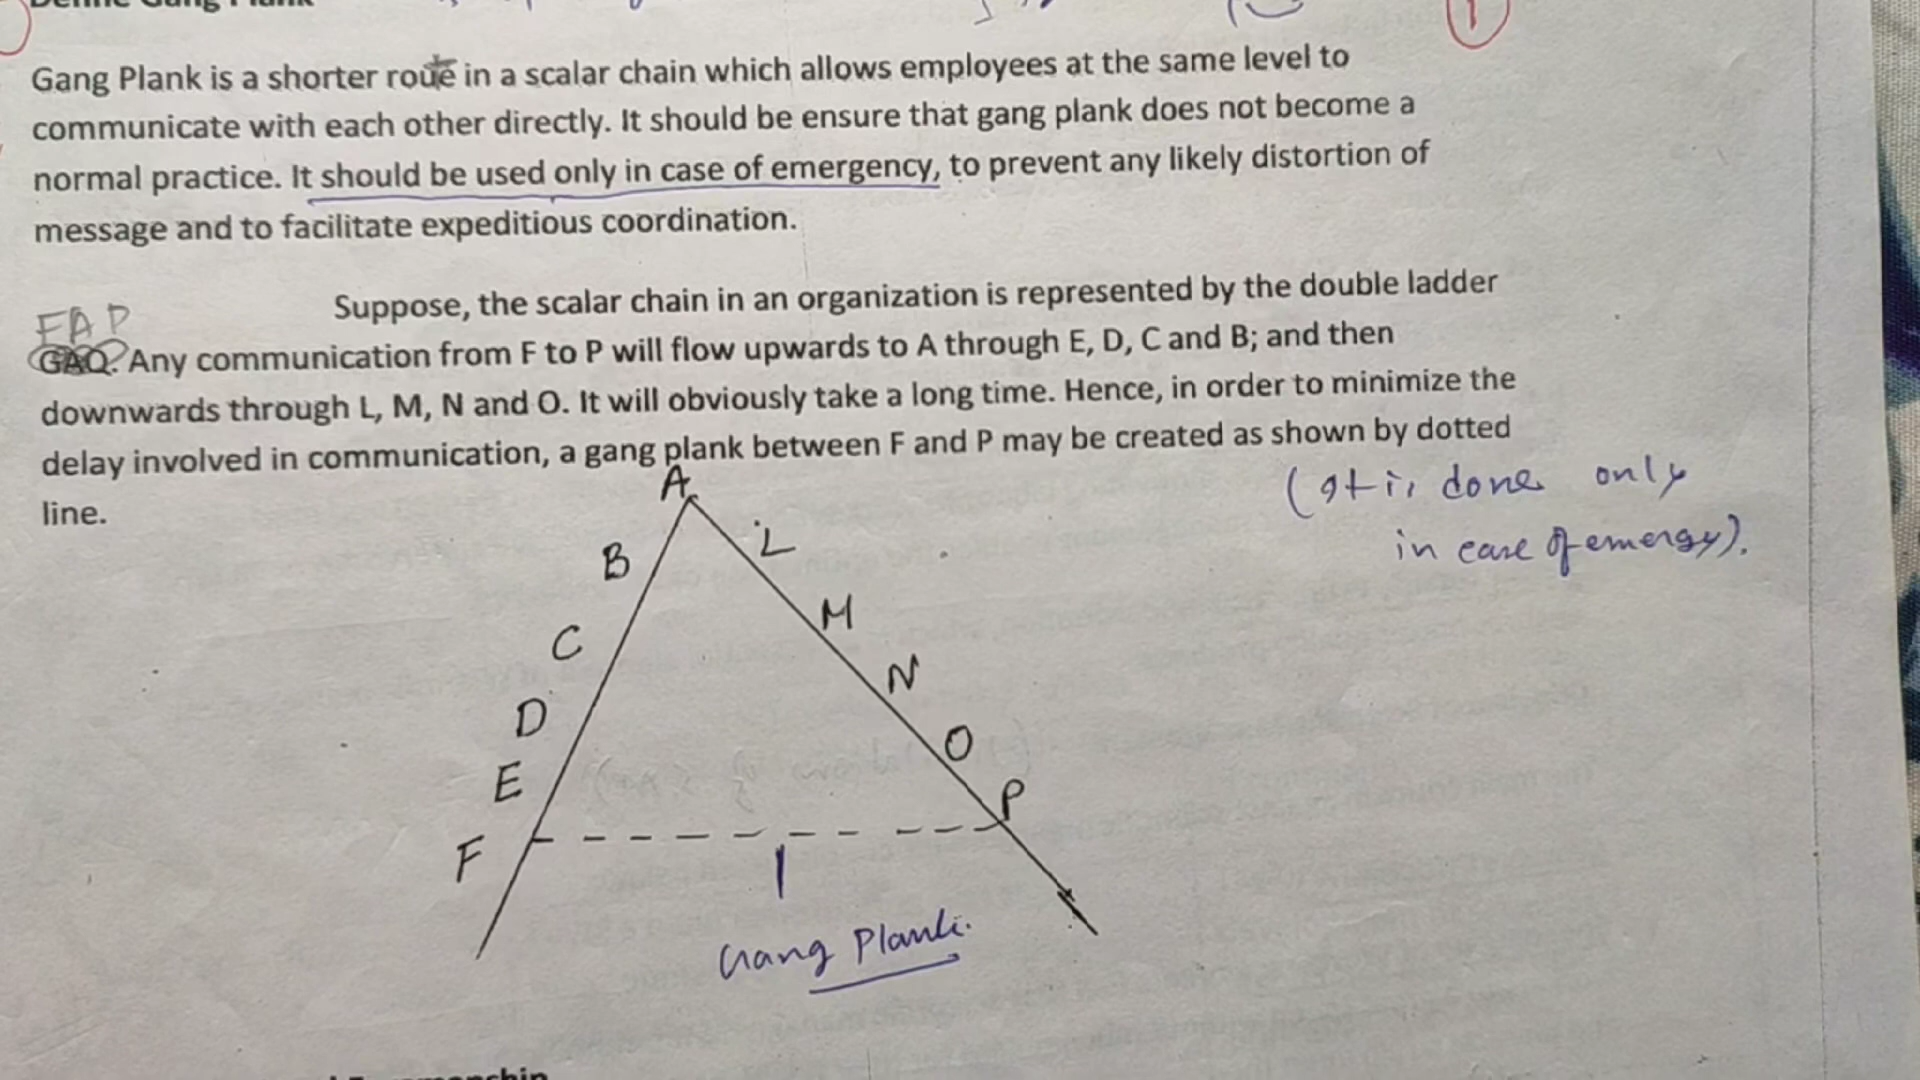 Define Gang Plank
Gang Plank is a shorter route in a scalar chain which allows employees at the same level to
communicate with each other directly. It should be ensure that gang plank does not become a
normal practice. It should be used only in case of emergency, to prevent any likely distortion of
message and to facilitate expeditious coordination.
Suppose, the scalar chain in an organization is represented by the double ladder
FAP
GAQ. Any communication from F to P will flow upwards to A through E, D, C and B; and then
downwards through L, M, N and O. It will obviously take a long time. Hence, in order to minimize the
delay involved in communication, a gang plank between F and P may be created as shown by dotted
line.
(It is done only
in case of emergy).
A
L
B
M
C
N
D
O
E
P
F
Gang Plank.